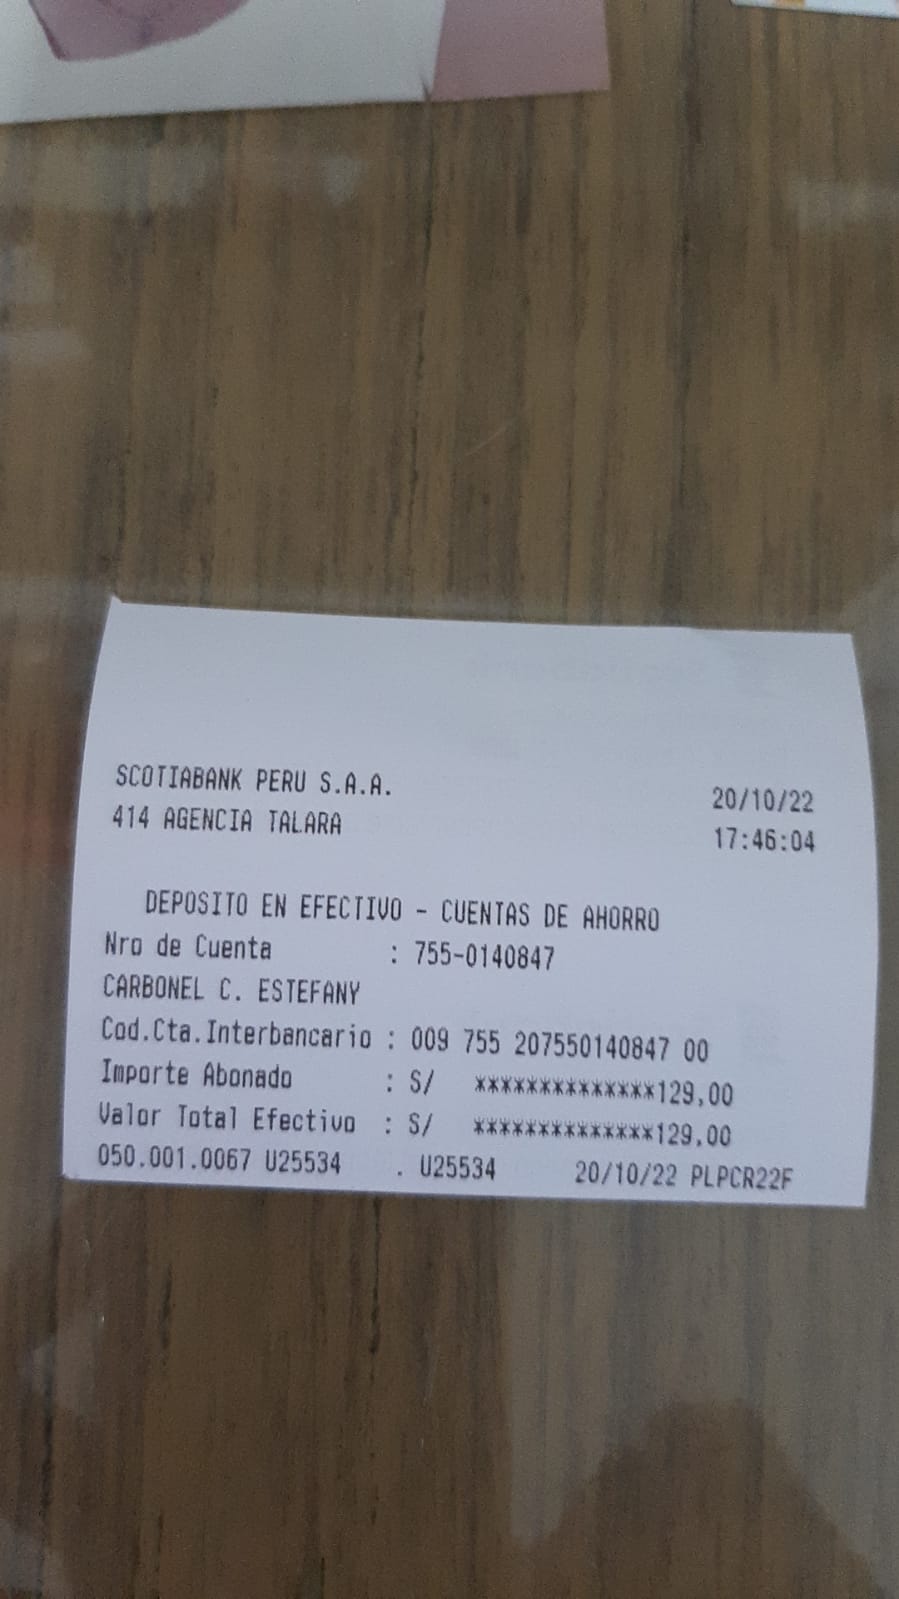 SCOTIABANK PERU S.A.A. 20/10/22
414 AGENCIA TALARA 17:46:04
DEPOSITO EN EFECTIVO - CUENTAS DE AHORRO
Nro de Cuenta : 755-0140847
CARBONEL C. ESTEFANY
Cod.Cta.Interbancario : 009 755 207550140847 00
Importe Abonado : S/ **************129,00
Valor Total Efectivo : S/ **************129,00
050.001.0067 U25534 . U25534 20/10/22 PLPCR22F